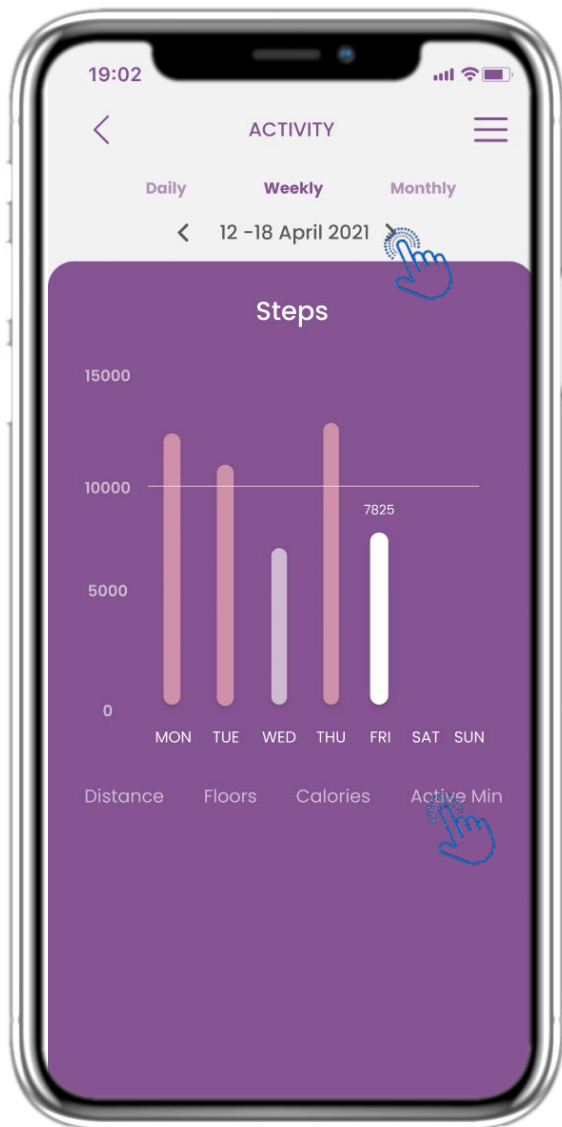 19:02
ACTIVITY
Daily Weekly Monthly
12 -18 April 2021
Steps
15000
10000
7825
5000
0
MON TUE WED THU FRI SAT SUN
Distance Floors Calories Active Min